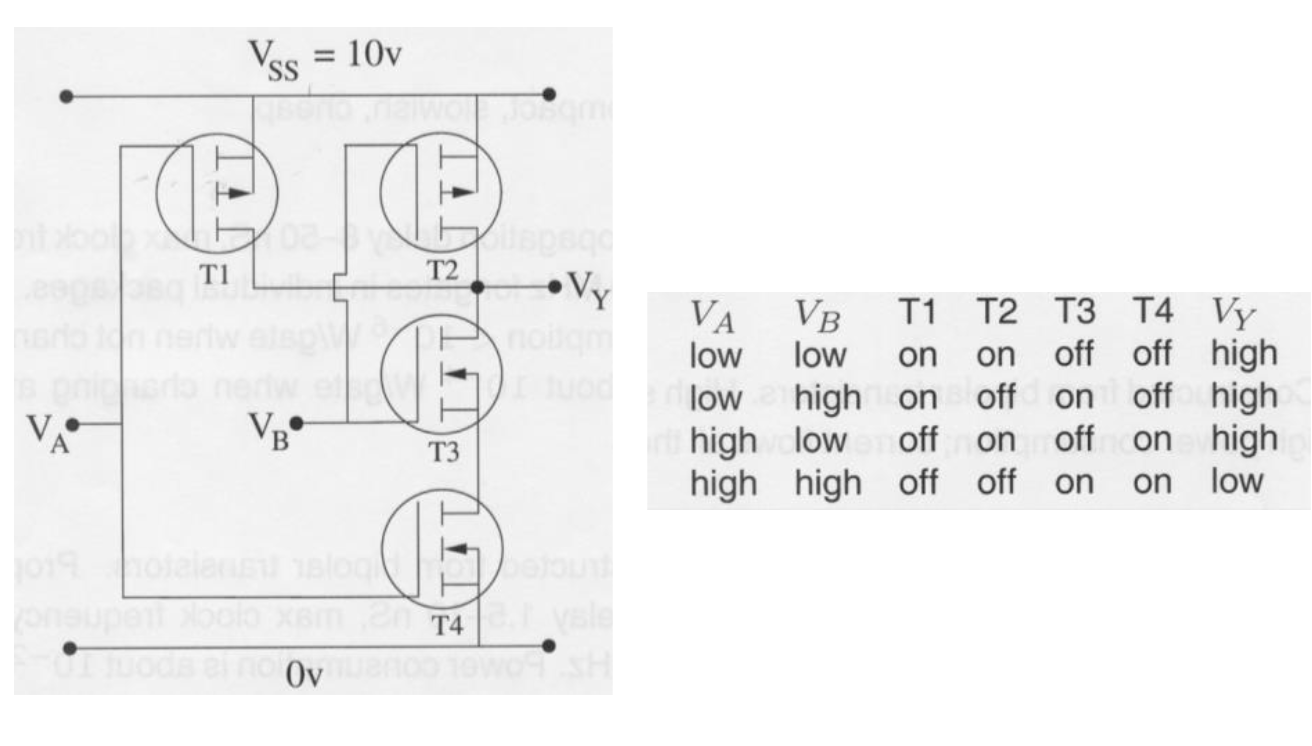 V_SS = 10v
T1
T2
V_Y
V_A
V_B
T3
T4
0v
V_A V_B T1 T2 T3 T4 V_Y
low low on on off off high
low high on off on off high
high low off on off on high
high high off off on on low